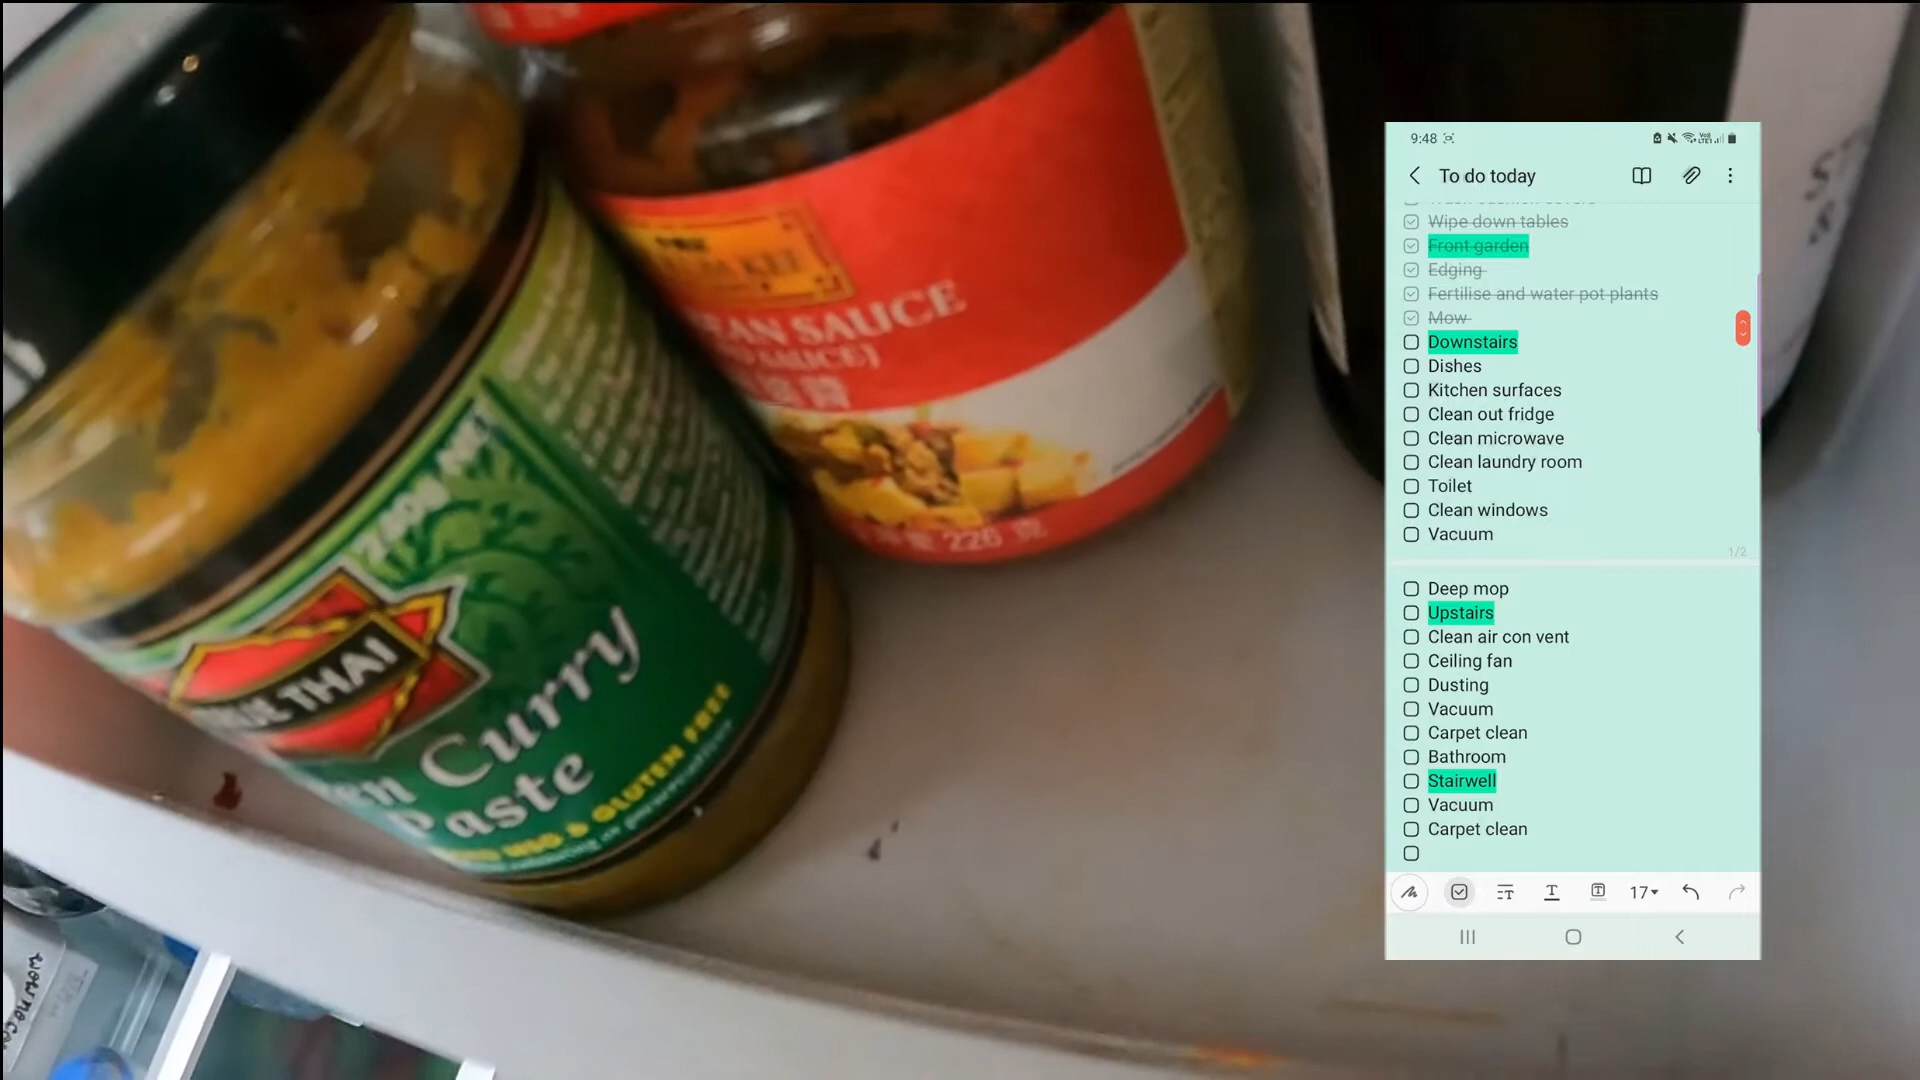 THAI
Curry
Paste
GLUTEN FREE
SAUCE
226 克
9:48
To do today
Wipe down tables
Front garden
Edging
Fertilise and water pot plants
Mow
Downstairs
Dishes
Kitchen surfaces
Clean out fridge
Clean microwave
Clean laundry room
Toilet
Clean windows
Vacuum
1/2
Deep mop
Upstairs
Clean air con vent
Ceiling fan
Dusting
Vacuum
Carpet clean
Bathroom
Stairwell
Vacuum
Carpet clean
17